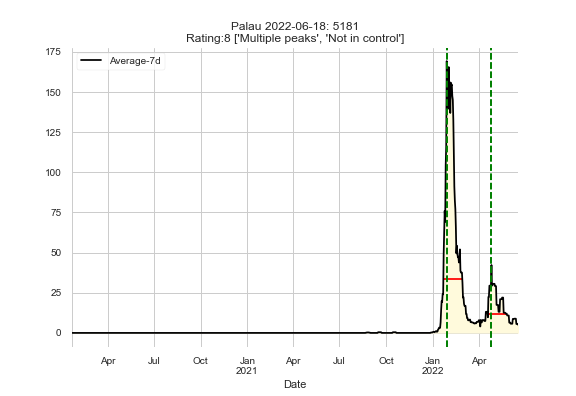 Palau 2022-06-18: 5181
Rating:8 ['Multiple peaks', 'Not in control']
175
Average-7d
150
125
100
75
50
25
0
Apr Jul Oct Jan Apr Jul Oct Jan Apr
2021 2022
Date